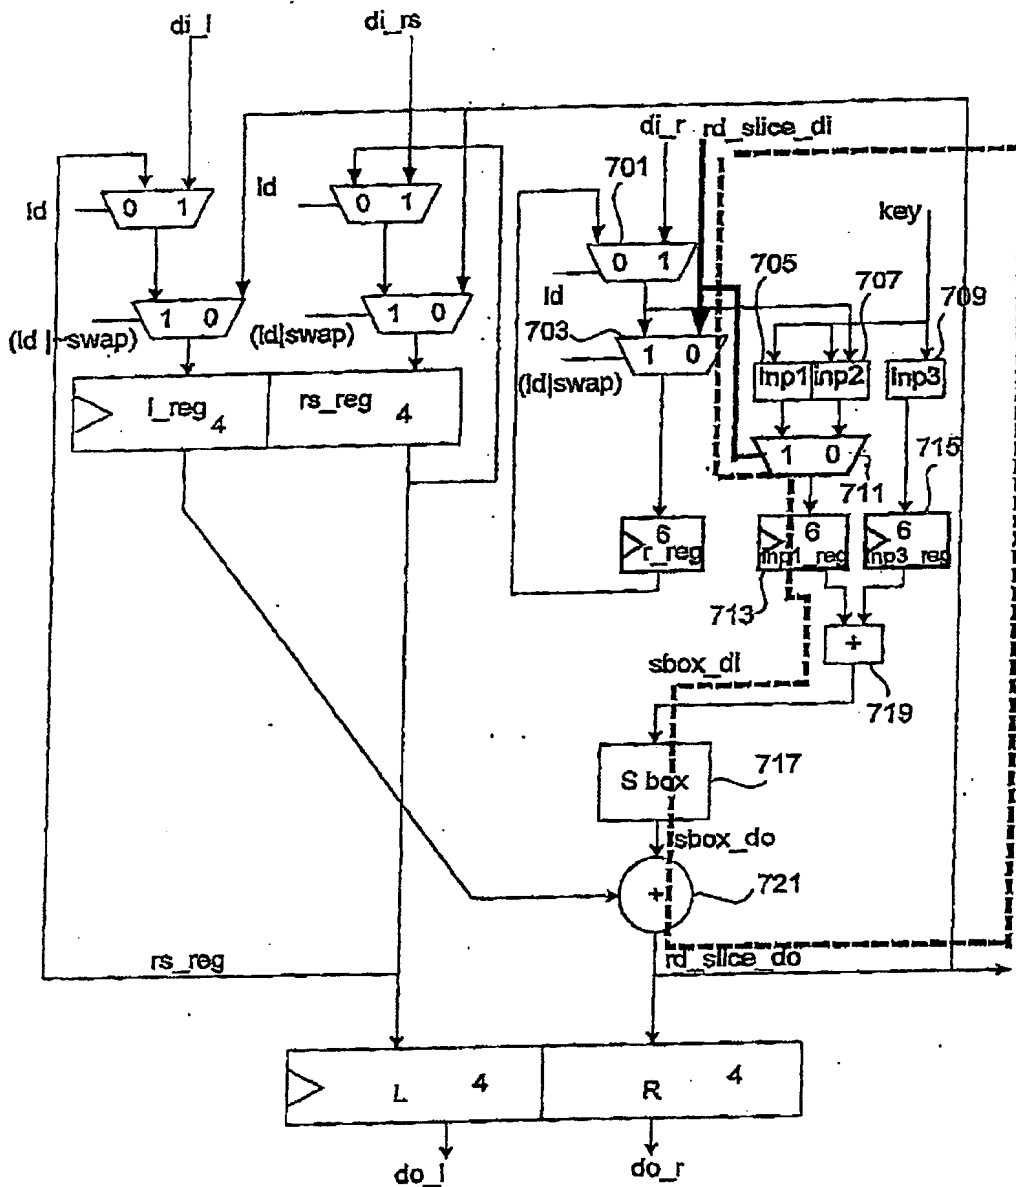 di_l
di_rs
di_r
rd_slice_di
701
ld
0 1
ld
0 1
key
0 1
705
707
709
ld
1 0
(ld | ~swap)
1 0
(ld|swap)
703
1 0
(ld|swap)
inp1
inp2
inp3
l_reg
4
rs_reg
4
1 0
711
715
6
r_reg
6
inp1_reg
6
inp3_reg
713
+
719
sbox_di
S box
717
sbox_do
+
721
rs_reg
rd_slice_do
L
4
R
4
do_l
do_r